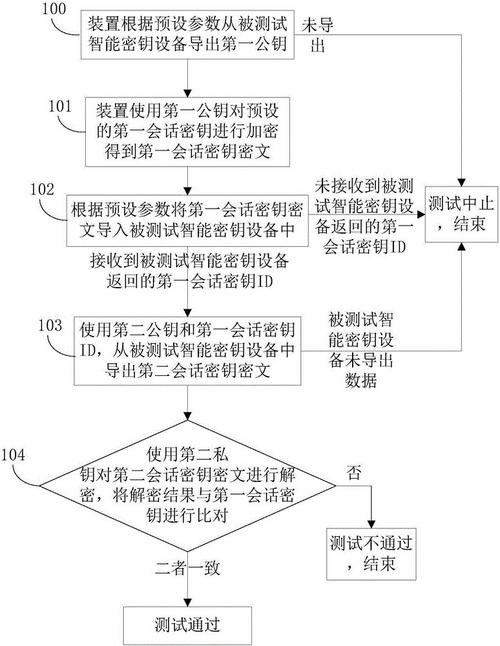 100
装置根据预设参数从被测试
智能密钥设备导出第一公钥
未导
出
101
装置使用第一公钥对预设
的第一会话密钥进行加密
得到第一会话密钥密文
102
根据预设参数将第一会话密钥密
文导入被测试智能密钥设备中
未接收到被测
试智能密钥设
备返回的第一
会话密钥ID
测试中止
，结束
接收到被测试智能密钥设备
返回的第一会话密钥ID
103
使用第二公钥和第一会话密钥
ID，从被测试智能密钥设备中
导出第二会话密钥密文
被测试智
能密钥设
备未导出
数据
104
使用第二私
钥对第二会话密钥密文进行解
密，将解密结果与第一会话密
钥进行比对
否
测试不通过
，结束
二者一致
测试通过